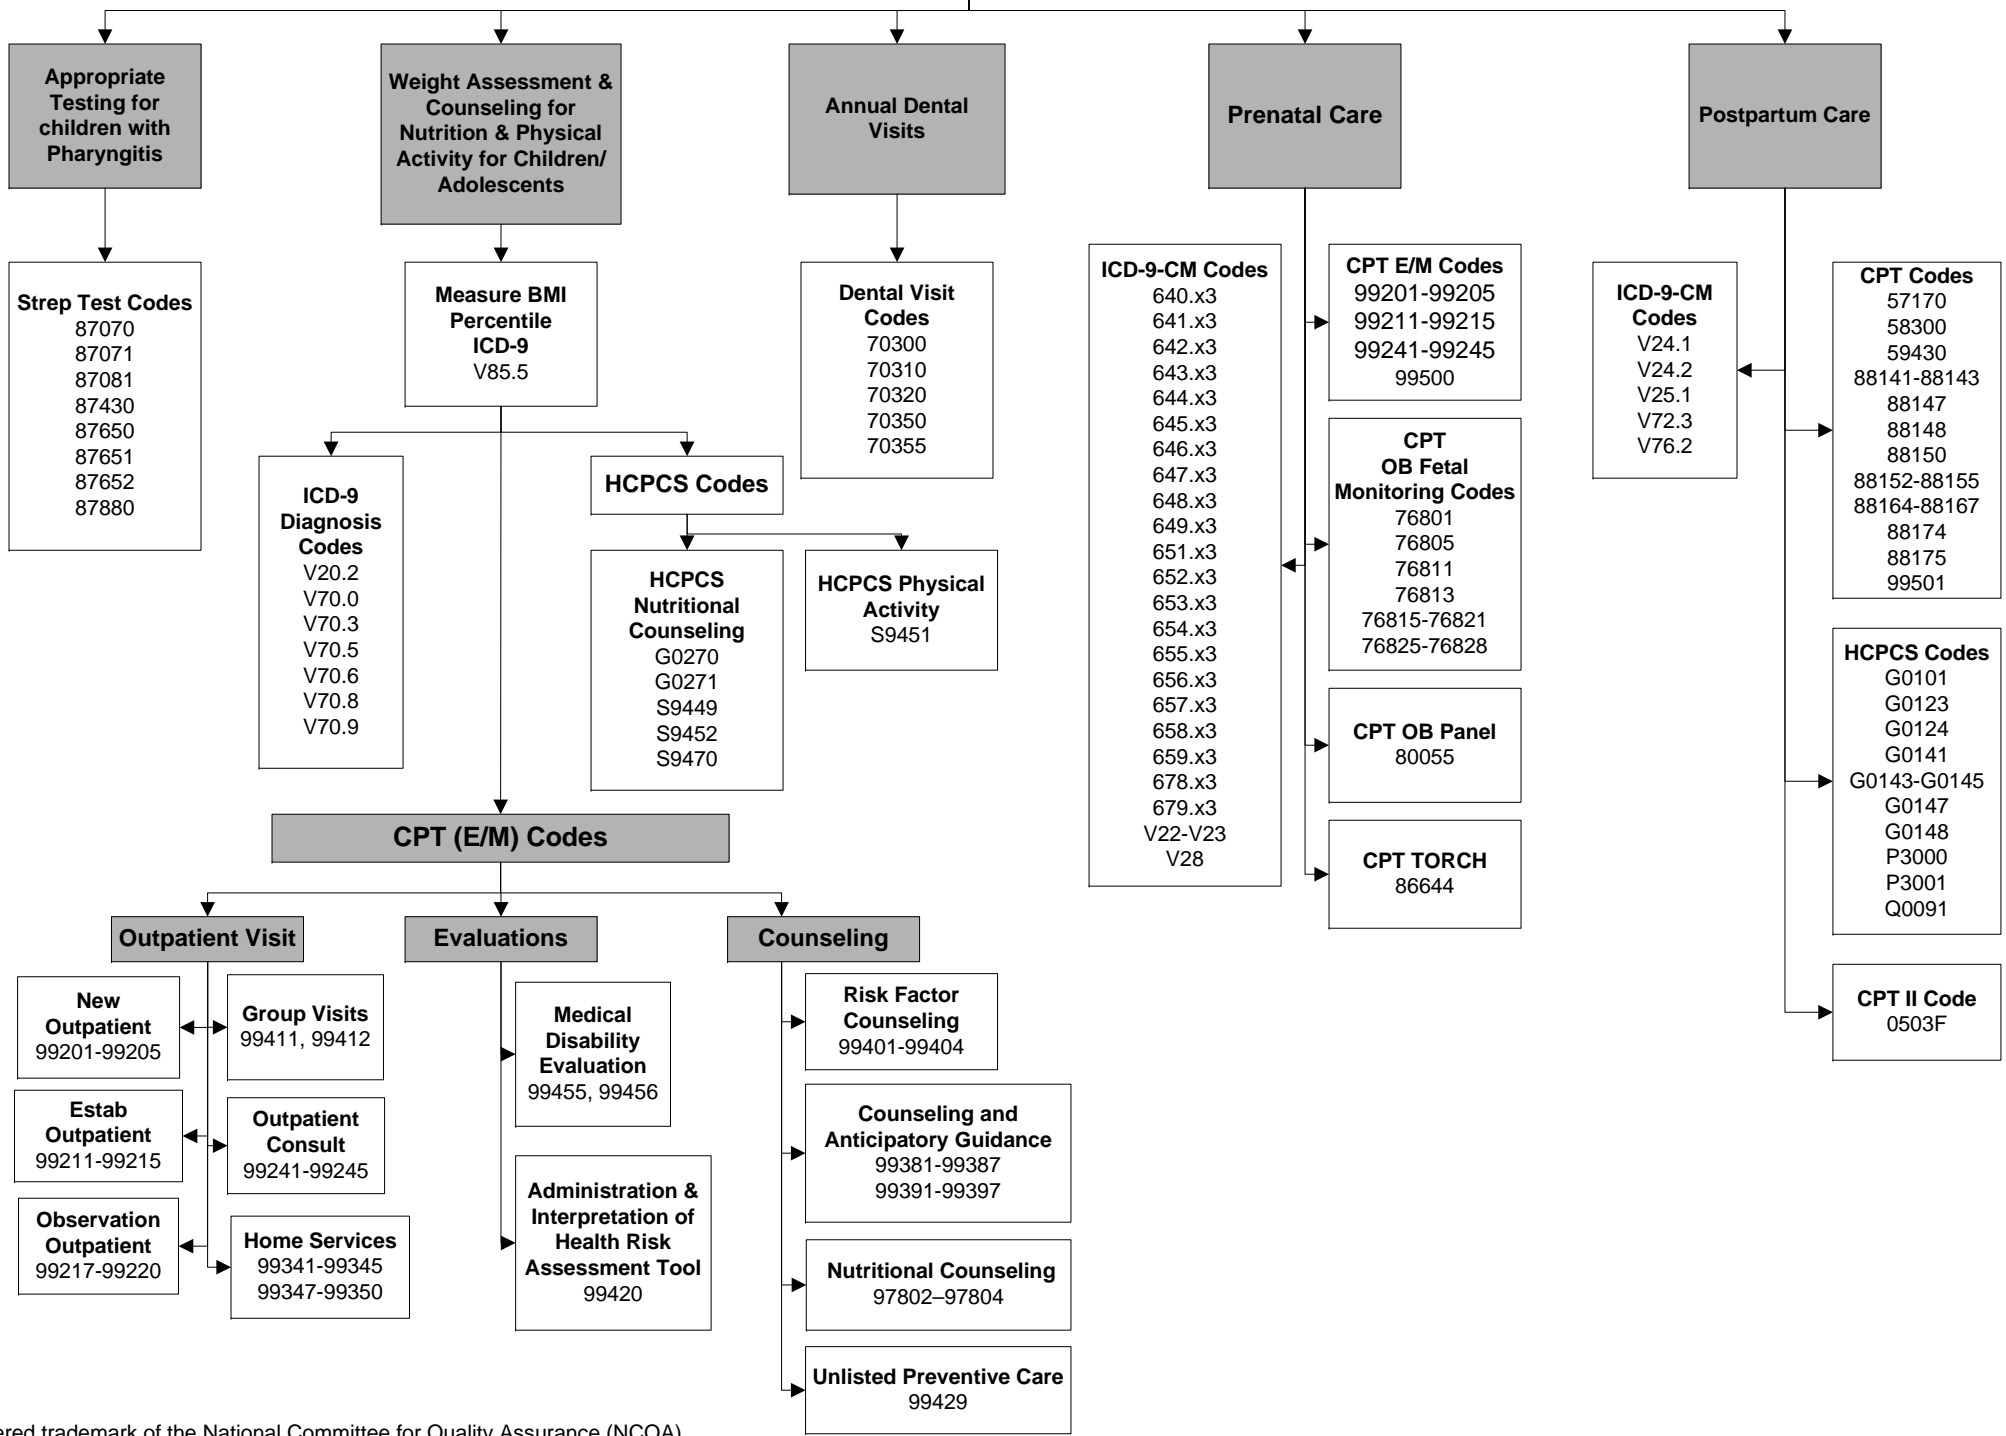 Appropriate
Testing for
children with
Pharyngitis
Weight Assessment &
Counseling for
Nutrition & Physical
Activity for Children/
Adolescents
Annual Dental
Visits
Prenatal Care
Postpartum Care
Strep Test Codes
87070
87071
87081
87430
87650
87651
87652
87880
Measure BMI
Percentile
ICD-9
V85.5
ICD-9
Diagnosis
Codes
V20.2
V70.0
V70.3
V70.5
V70.6
V70.8
V70.9
HCPCS Codes
HCPCS
Nutritional
Counseling
G0270
G0271
S9449
S9452
S9470
HCPCS Physical
Activity
S9451
Dental Visit
Codes
70300
70310
70320
70350
70355
ICD-9-CM Codes
640.x3
641.x3
642.x3
643.x3
644.x3
645.x3
646.x3
647.x3
648.x3
649.x3
651.x3
652.x3
653.x3
654.x3
655.x3
656.x3
657.x3
658.x3
659.x3
678.x3
679.x3
V22-V23
V28
CPT E/M Codes
99201-99205
99211-99215
99241-99245
99500
CPT
OB Fetal
Monitoring Codes
76801
76805
76811
76813
76815-76821
76825-76828
CPT OB Panel
80055
CPT TORCH
86644
ICD-9-CM
Codes
V24.1
V24.2
V25.1
V72.3
V76.2
CPT Codes
57170
58300
59430
88141-88143
88147
88148
88150
88152-88155
88164-88167
88174
88175
99501
HCPCS Codes
G0101
G0123
G0124
G0141
G0143-G0145
G0147
G0148
P3000
P3001
Q0091
CPT II Code
0503F
CPT (E/M) Codes
Outpatient Visit
Evaluations
Counseling
New
Outpatient
99201-99205
Group Visits
99411, 99412
Estab
Outpatient
99211-99215
Outpatient
Consult
99241-99245
Observation
Outpatient
99217-99220
Home Services
99341-99345
99347-99350
Medical
Disability
Evaluation
99455, 99456
Administration &
Interpretation of
Health Risk
Assessment Tool
99420
Risk Factor
Counseling
99401-99404
Counseling and
Anticipatory Guidance
99381-99387
99391-99397
Nutritional Counseling
97802–97804
Unlisted Preventive Care
99429
ered trademark of the National Committee for Quality Assurance (NCQA)